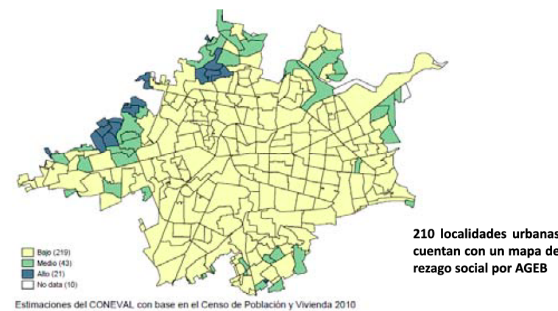 210 localidades urbanas
cuentan con un mapa de
rezago social por AGEB
Bajo (219)
Medio (43)
Alto (21)
No data (10)
Estimaciones del CONEVAL con base en el Censo de Población y Vivienda 2010